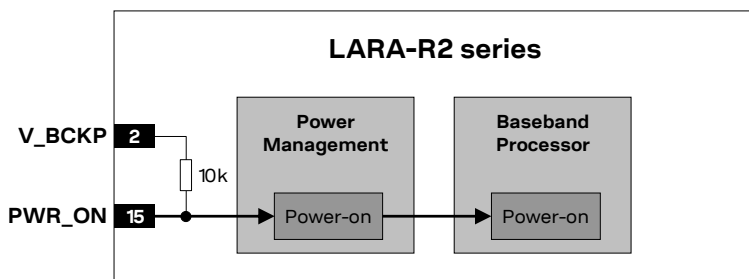 LARA-R2 series
V_BCKP
2
10k
PWR_ON
15
Power
Management
Power-on
Baseband
Processor
Power-on